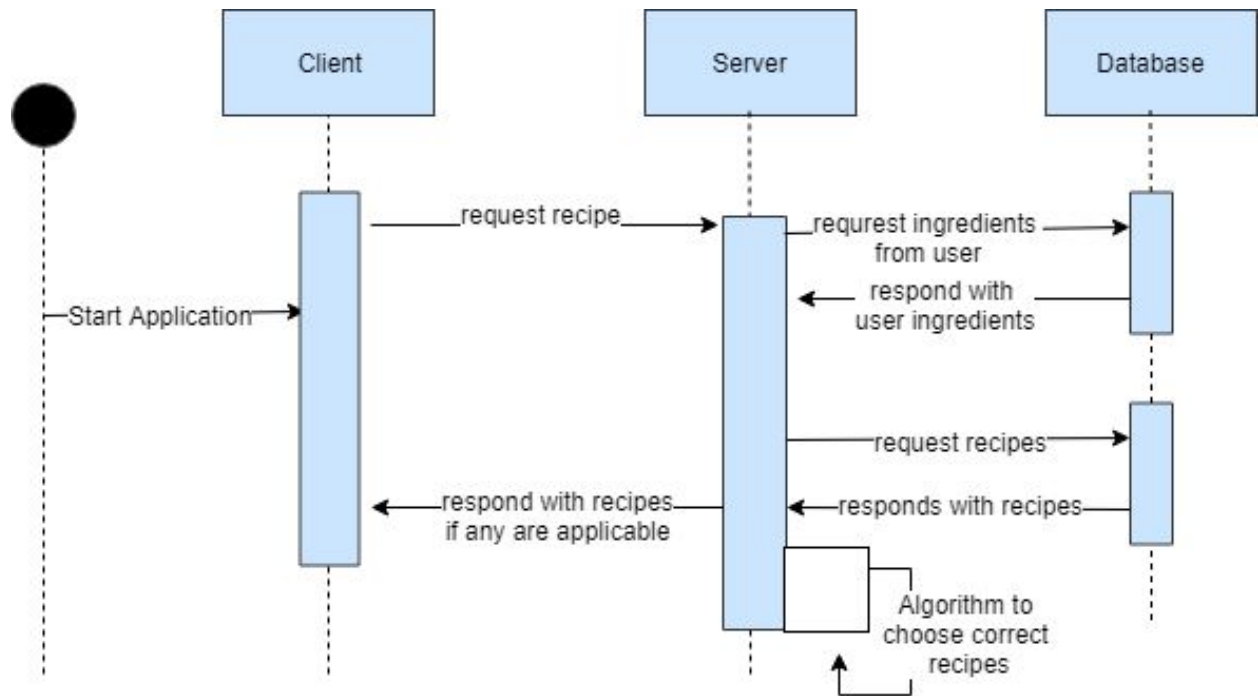 Client
Server
Database
request recipe
requrest ingredients
from user
respond with
user ingredients
Start Application
request recipes
respond with recipes
if any are applicable
responds with recipes
Algorithm to
choose correct
recipes